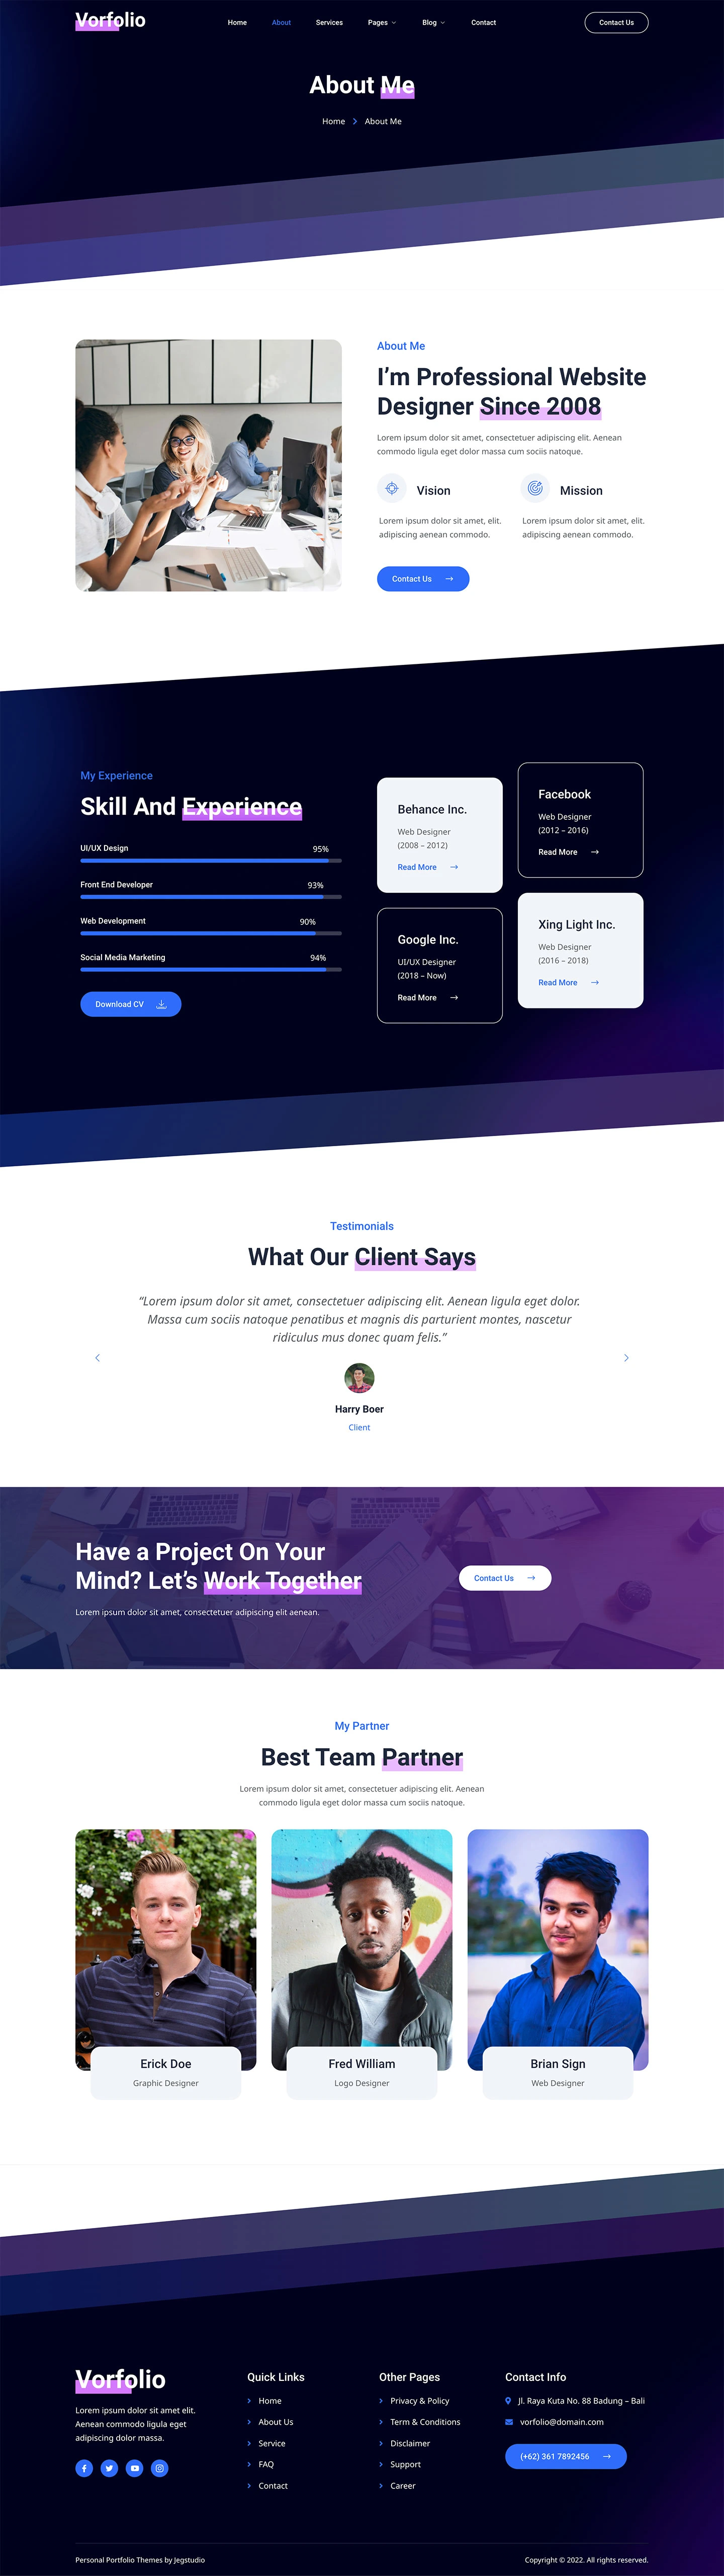 Vorfolio
Home About Services Pages Blog Contact
Contact Us
About Me
Home About Me
About Me
I’m Professional Website
Designer Since 2008
Lorem ipsum dolor sit amet, consectetuer adipiscing elit. Aenean
commodo ligula eget dolor massa cum sociis natoque.
Vision
Lorem ipsum dolor sit amet, elit.
adipiscing aenean commodo.
Mission
Lorem ipsum dolor sit amet, elit.
adipiscing aenean commodo.
Contact Us
My Experience
Skill And Experience
UI/UX Design 95%
Front End Developer 93%
Web Development 90%
Social Media Marketing 94%
Download CV
Behance Inc.
Web Designer
(2008 – 2012)
Read More
Facebook
Web Designer
(2012 – 2016)
Read More
Google Inc.
UI/UX Designer
(2018 – Now)
Read More
Xing Light Inc.
Web Designer
(2016 – 2018)
Read More
Testimonials
What Our Client Says
“Lorem ipsum dolor sit amet, consectetuer adipiscing elit. Aenean ligula eget dolor.
Massa cum sociis natoque penatibus et magnis dis parturient montes, nascetur
ridiculus mus donec quam felis.”
Harry Boer
Client
Have a Project On Your
Mind? Let’s Work Together
Lorem ipsum dolor sit amet, consectetuer adipiscing elit aenean.
Contact Us
My Partner
Best Team Partner
Lorem ipsum dolor sit amet, consectetuer adipiscing elit. Aenean
commodo ligula eget dolor massa cum sociis natoque.
Erick Doe
Graphic Designer
Fred William
Logo Designer
Brian Sign
Web Designer
Vorfolio
Lorem ipsum dolor sit amet elit.
Aenean commodo ligula eget
adipiscing dolor massa.
Quick Links
Home
About Us
Service
FAQ
Contact
Other Pages
Privacy & Policy
Term & Conditions
Disclaimer
Support
Career
Contact Info
Jl. Raya Kuta No. 88 Badung – Bali
vorfolio@domain.com
(+62) 361 7892456
Personal Portfolio Themes by Jegstudio
Copyright © 2022. All rights reserved.